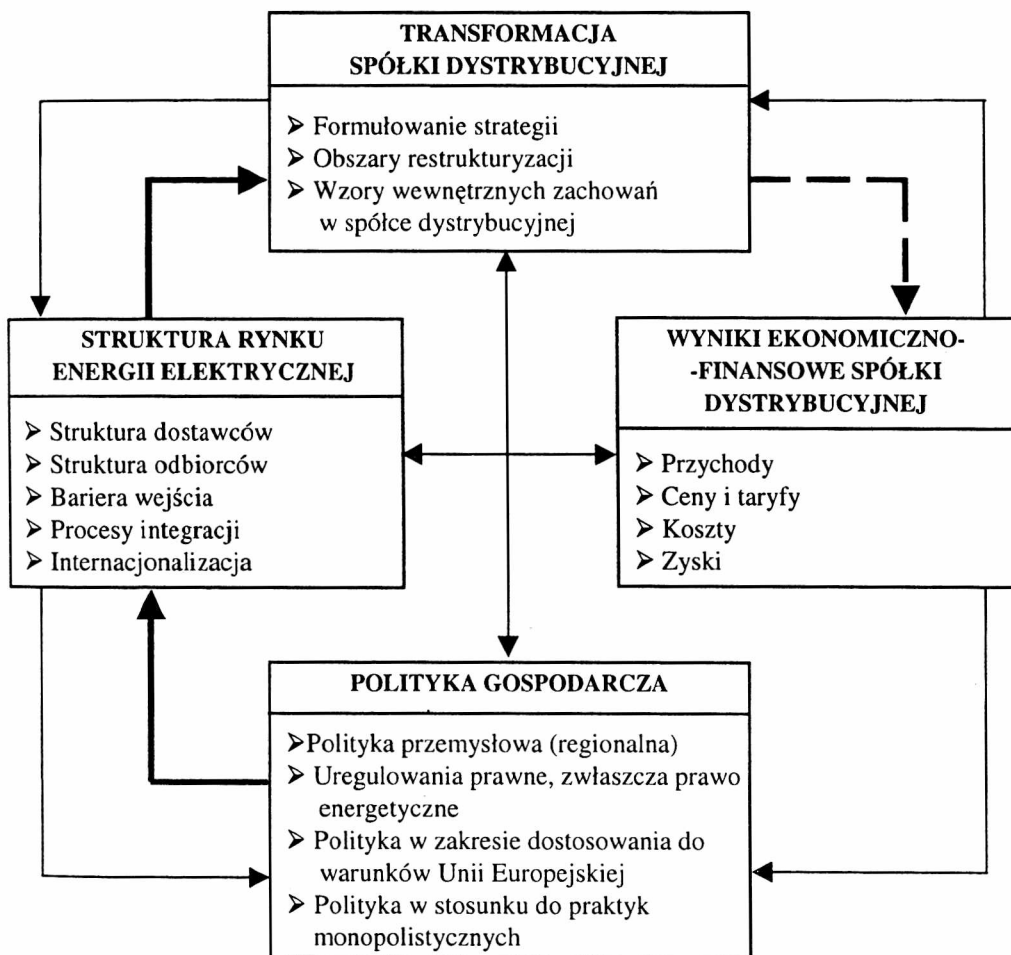 TRANSFORMACJA
SPÓŁKI DYSTRYBUCYJNEJ
➢ Formułowanie strategii
➢ Obszary restrukturyzacji
➢ Wzory wewnętrznych zachowań
w spółce dystrybucyjnej
STRUKTURA RYNKU
ENERGII ELEKTRYCZNEJ
➢ Struktura dostawców
➢ Struktura odbiorców
➢ Bariera wejścia
➢ Procesy integracji
➢ Internacjonalizacja
WYNIKI EKONOMICZNO-
-FINANSOWE SPÓŁKI
DYSTRYBUCYJNEJ
➢ Przychody
➢ Ceny i taryfy
➢ Koszty
➢ Zyski
POLITYKA GOSPODARCZA
➢Polityka przemysłowa (regionalna)
➢ Uregulowania prawne, zwłaszcza prawo
energetyczne
➢ Polityka w zakresie dostosowania do
warunków Unii Europejskiej
➢ Polityka w stosunku do praktyk
monopolistycznych